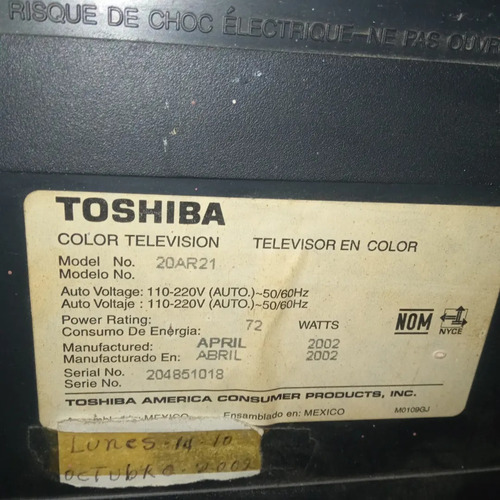 RISQUE DE CHOC ÉLECTRIQUE-NE PAS OUVR
TOSHIBA
COLOR TELEVISION TELEVISOR EN COLOR
Model No. 20AR21
Modelo No.
Auto Voltage: 110-220V (AUTO.)~50/60Hz
Auto Voltaje : 110-220V (AUTO.)~50/60Hz
Power Rating:
Consumo De Energia: 72 WATTS
Manufactured: APRIL 2002
Manufacturado En: ABRIL 2002
Serial No. 204851018
Serie No.
NOM NYCE
TOSHIBA AMERICA CONSUMER PRODUCTS, INC.
MEXICO Ensamblado en: MEXICO M0109GJ
Lunes-14-10
octubre-2002